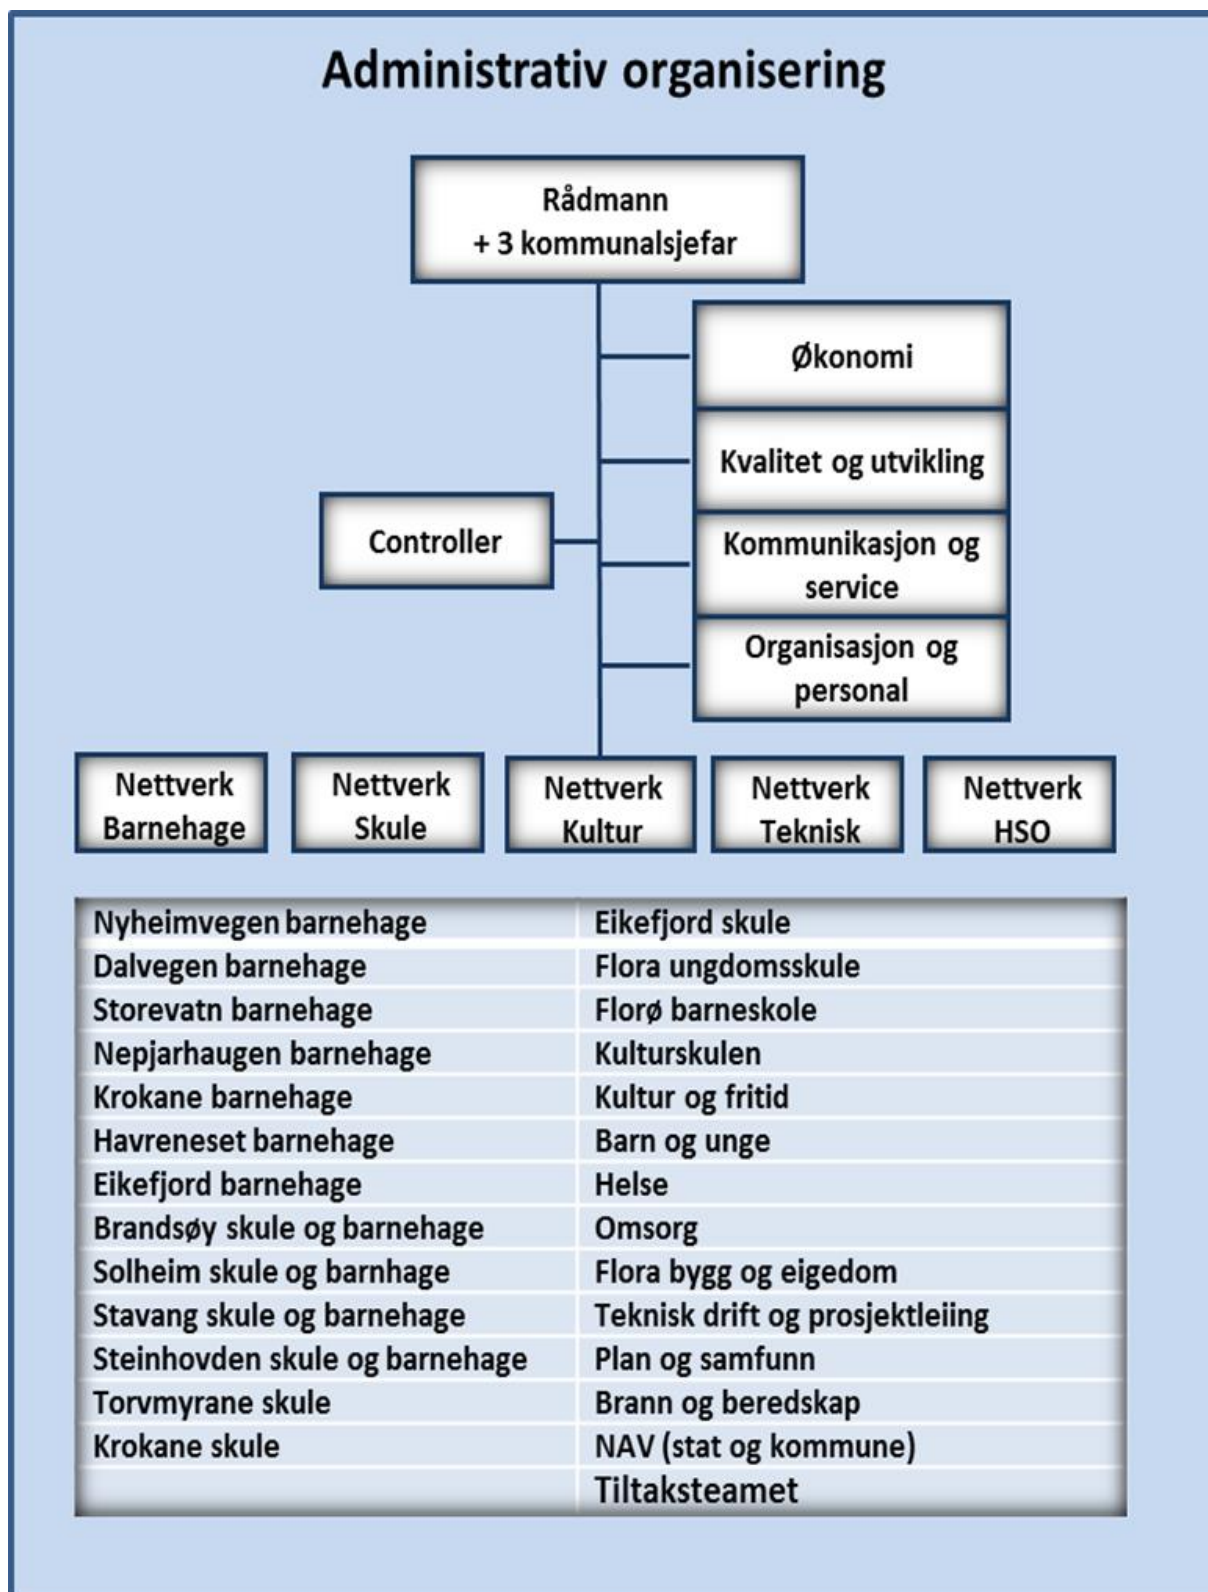 Administrativ organisering
Rådmann
+ 3 kommunalsjefar
Økonomi
Kvalitet og utvikling
Controller
Kommunikasjon og
service
Organisasjon og
personal
Nettverk
Barnehage
Nettverk
Skule
Nettverk
Kultur
Nettverk
Teknisk
Nettverk
HSO
Nyheimvegen barnehage
Eikefjord skule
Dalvegen barnehage
Flora ungdomsskule
Storevatn barnehage
Florø barneskole
Nepjarhaugen barnehage
Kulturskulen
Krokane barnehage
Kultur og fritid
Havreneset barnehage
Barn og unge
Eikefjord barnehage
Helse
Brandsøy skule og barnehage
Omsorg
Solheim skule og barnhage
Flora bygg og eigedom
Stavang skule og barnehage
Teknisk drift og prosjektleiing
Steinhovden skule og barnehage
Plan og samfunn
Torvmyrane skule
Brann og beredskap
Krokane skule
NAV (stat og kommune)
Tiltaksteamet